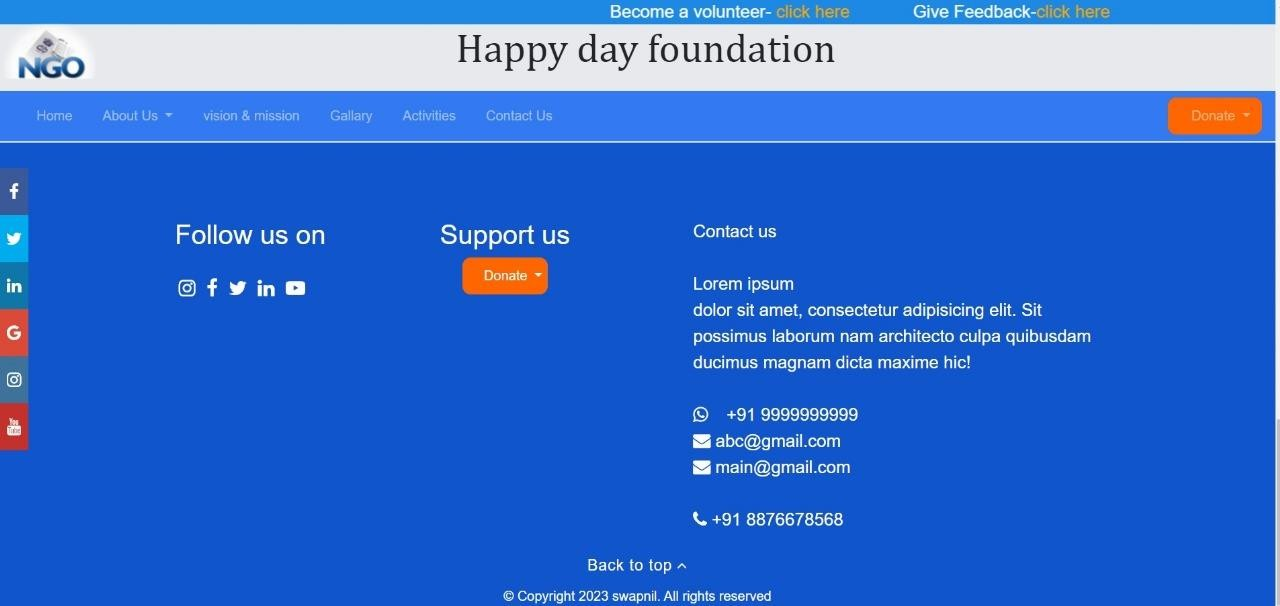 Become a volunteer- click here Give Feedback-click here
NGO
Happy day foundation
Home About Us vision & mission Gallary Activities Contact Us Donate
Follow us on
Support us
Donate
Contact us
Lorem ipsum
dolor sit amet, consectetur adipisicing elit. Sit
possimus laborum nam architecto culpa quibusdam
ducimus magnam dicta maxime hic!
+91 9999999999
abc@gmail.com
main@gmail.com
+91 8876678568
You Tube
Back to top
© Copyright 2023 swapnil. All rights reserved